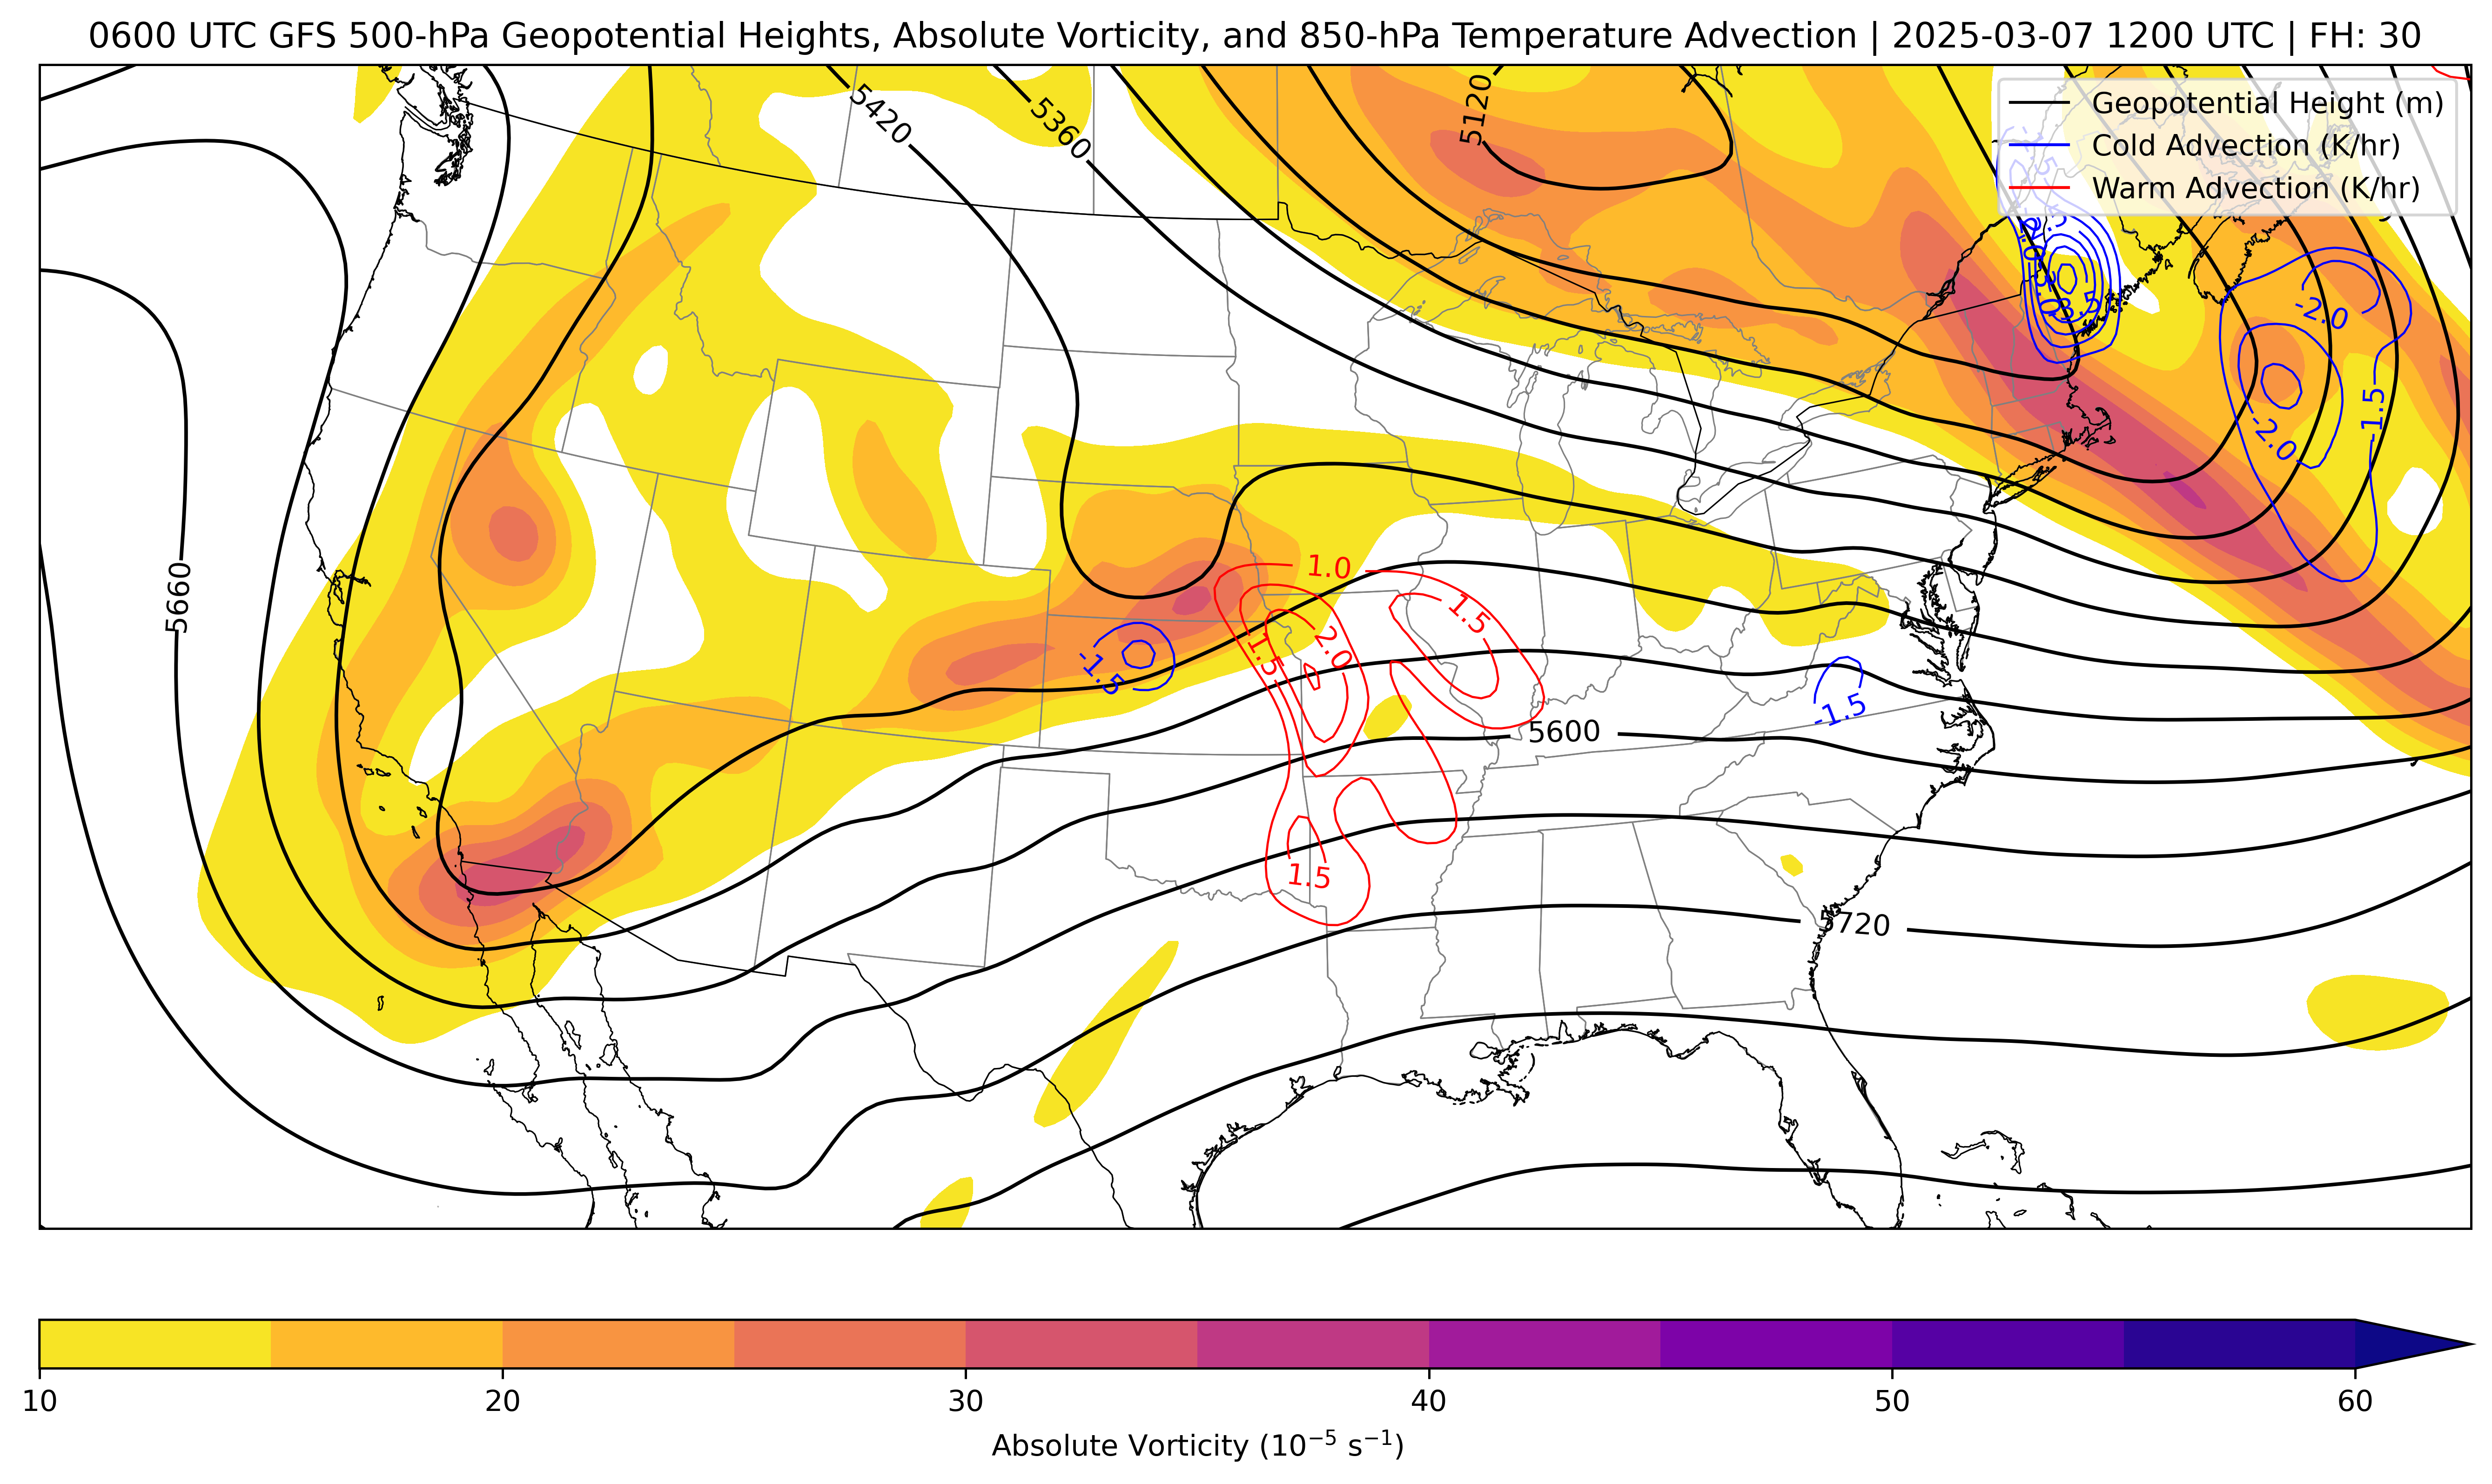 0600 UTC GFS 500-hPa Geopotential Heights, Absolute Vorticity, and 850-hPa Temperature Advection | 2025-03-07 1200 UTC | FH: 30
5420
5360
5120
Geopotential Height (m)
Cold Advection (K/hr)
Warm Advection (K/hr)
-2.0
-1.5
-2.0
5660
1.0
1.5
2.0
1.5
-1.5
-1.5
5600
1.5
5720
10 20 30 40 50 60
Absolute Vorticity (10⁻⁵ s⁻¹)